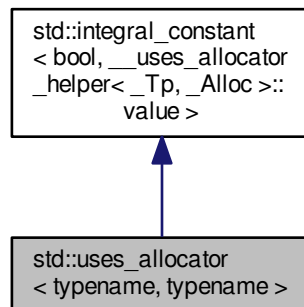 std::integral_constant
< bool, __uses_allocator
_helper< _Tp, _Alloc >::
value >
std::uses_allocator
< typename, typename >